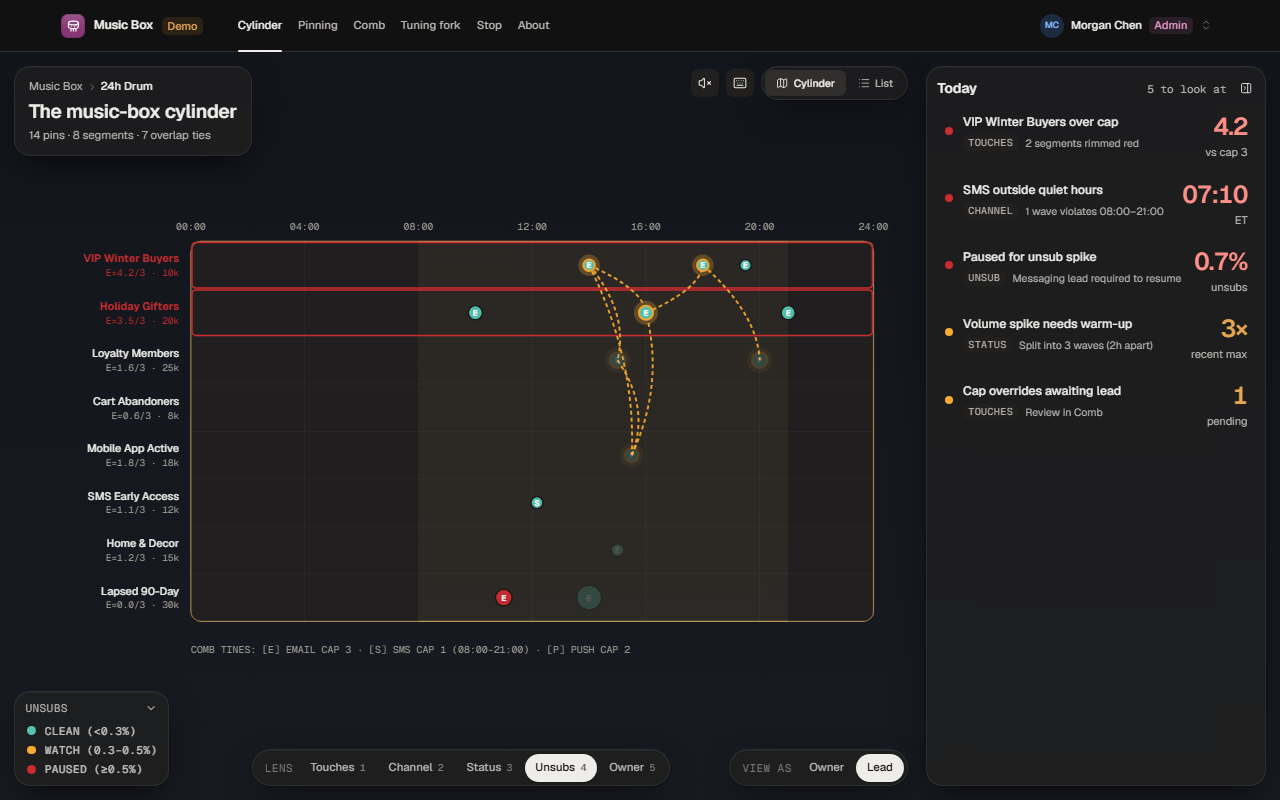 Music Box Demo Cylinder Pinning Comb Tuning fork Stop About MC Morgan Chen Admin
Music Box > 24h Drum
The music-box cylinder
14 pins · 8 segments · 7 overlap ties
Cylinder List
00:00 04:00 08:00 12:00 16:00 20:00 24:00
VIP Winter Buyers
E=4.2/3 · 10k
Holiday Gifters
E=3.5/3 · 20k
Loyalty Members
E=1.6/3 · 25k
Cart Abandoners
E=0.6/3 · 8k
Mobile App Active
E=1.8/3 · 18k
SMS Early Access
E=1.1/3 · 12k
Home & Decor
E=1.2/3 · 15k
Lapsed 90-Day
E=0.0/3 · 30k
E E E
E E E
S
E
COMB TINES: [E] EMAIL CAP 3 · [S] SMS CAP 1 (08:00–21:00) · [P] PUSH CAP 2
UNSUBS
CLEAN (<0.3%)
WATCH (0.3–0.5%)
PAUSED (≥0.5%)
LENS Touches 1 Channel 2 Status 3 Unsubs 4 Owner 5
VIEW AS Owner Lead
Today 5 to look at
VIP Winter Buyers over cap 4.2
TOUCHES 2 segments rimmed red vs cap 3
SMS outside quiet hours 07:10
CHANNEL 1 wave violates 08:00–21:00 ET
Paused for unsub spike 0.7%
UNSUB Messaging lead required to resume unsubs
Volume spike needs warm-up 3×
STATUS Split into 3 waves (2h apart) recent max
Cap overrides awaiting lead 1
TOUCHES Review in Comb pending